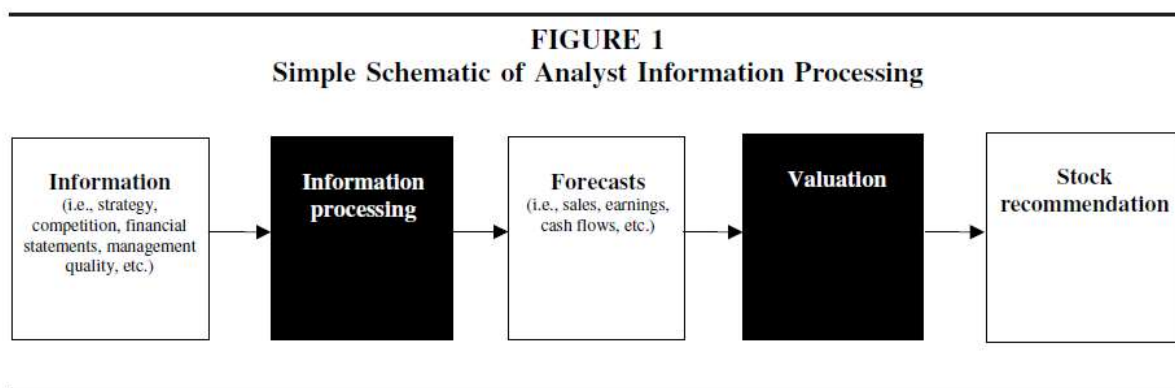 FIGURE 1
Simple Schematic of Analyst Information Processing
Information
(i.e., strategy,
competition, financial
statements, management
quality, etc.)
Information
processing
Forecasts
(i.e., sales, earnings,
cash flows, etc.)
Valuation
Stock
recommendation